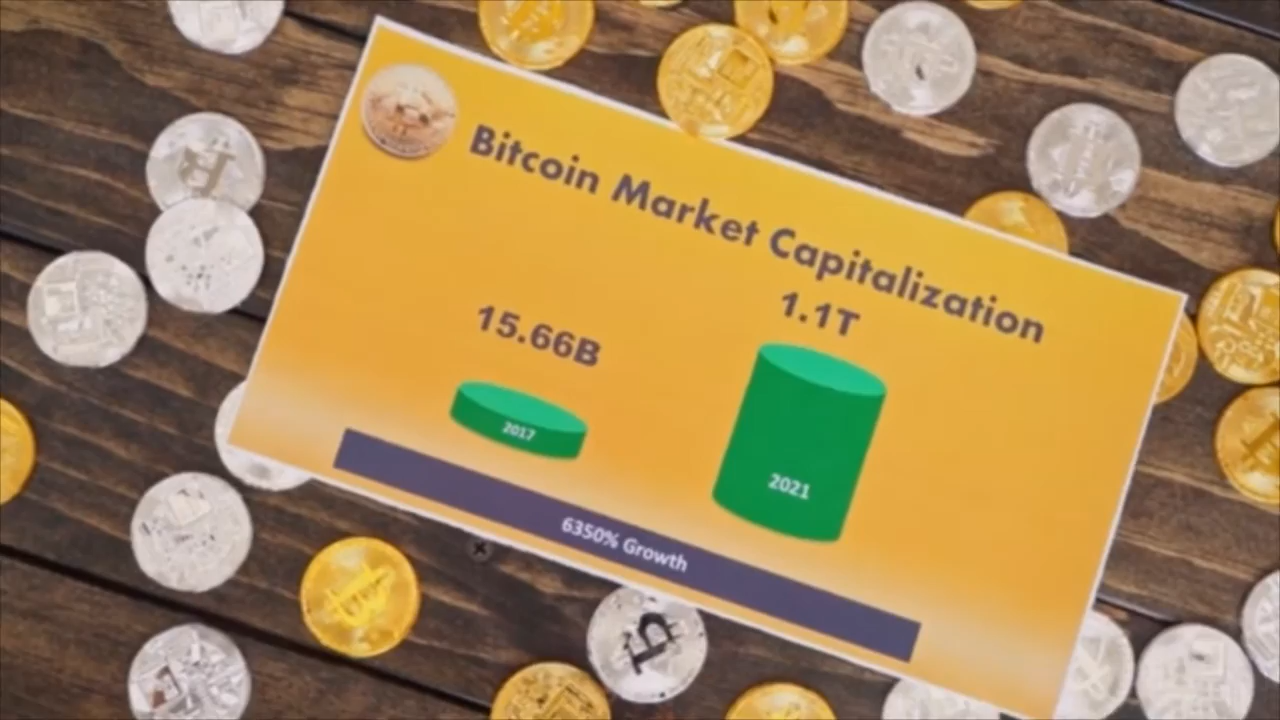 Bitcoin Market Capitalization
15.66B
1.1T
2017
2021
6350% Growth